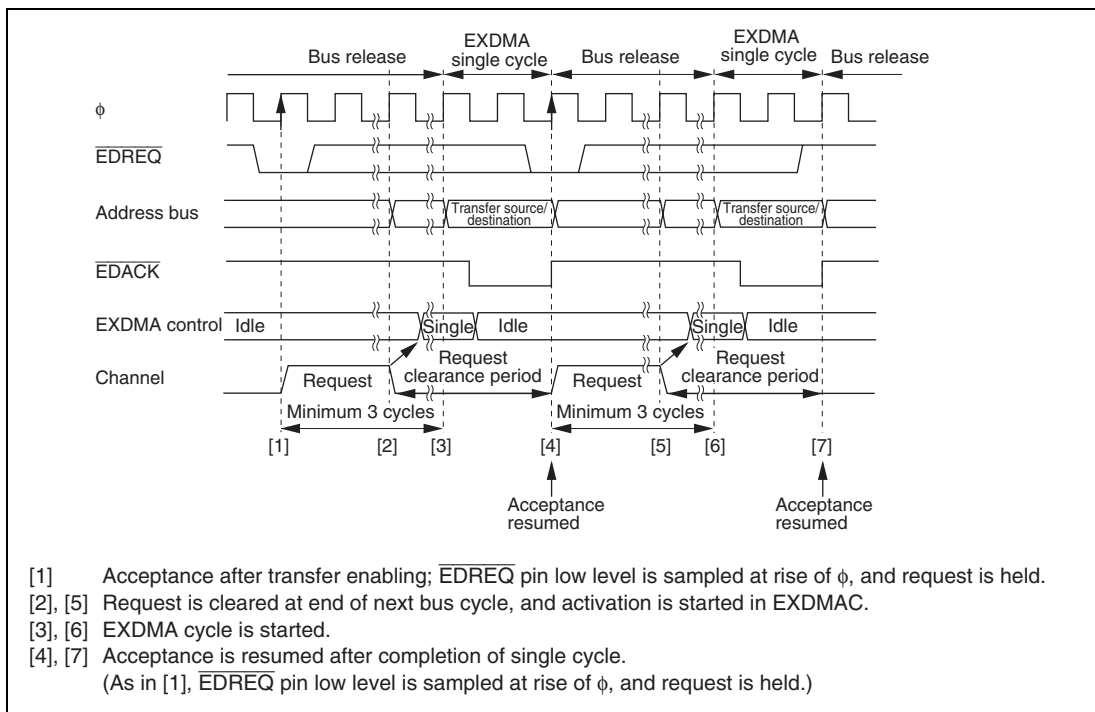 EXDMA EXDMA
Bus release single cycle Bus release single cycle Bus release
φ
EDREQ
Address bus Transfer source/ Transfer source/
destination destination
EDACK
EXDMA control Idle Single Idle Single Idle
Request Request
Channel Request clearance period Request clearance period
Minimum 3 cycles Minimum 3 cycles
[1] [2] [3] [4] [5] [6] [7]
Acceptance Acceptance
resumed resumed
[1] Acceptance after transfer enabling; EDREQ pin low level is sampled at rise of φ, and request is held.
[2], [5] Request is cleared at end of next bus cycle, and activation is started in EXDMAC.
[3], [6] EXDMA cycle is started.
[4], [7] Acceptance is resumed after completion of single cycle.
(As in [1], EDREQ pin low level is sampled at rise of φ, and request is held.)